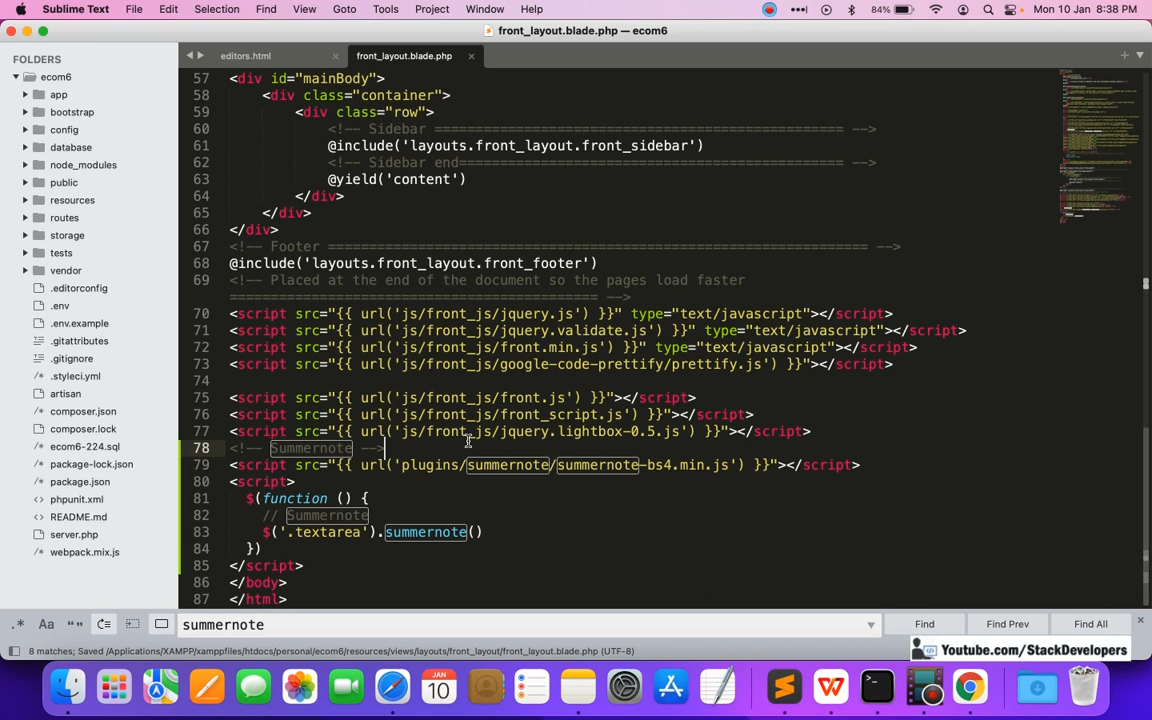 Sublime Text File Edit Selection Find View Goto Tools Project Window Help 84% Mon 10 Jan 8:38 PM
front_layout.blade.php — ecom6
FOLDERS
ecom6
app
bootstrap
config
database
node_modules
public
resources
routes
storage
tests
vendor
.editorconfig
.env
.env.example
.gitattributes
.gitignore
.styleci.yml
artisan
composer.json
composer.lock
ecom6-224.sql
package-lock.json
package.json
phpunit.xml
README.md
server.php
webpack.mix.js
editors.html
front_layout.blade.php
57 <div id="mainBody">
58 <div class="container">
59 <div class="row">
60 <!-- Sidebar ================================================== -->
61 @include('layouts.front_layout.front_sidebar')
62 <!-- Sidebar end=============================================== -->
63 @yield('content')
64 </div>
65 </div>
66 </div>
67 <!-- Footer ================================================================== -->
68 @include('layouts.front_layout.front_footer')
69 <!-- Placed at the end of the document so the pages load faster
============================================= -->
70 <script src="{{ url('js/front_js/jquery.js') }}" type="text/javascript"></script>
71 <script src="{{ url('js/front_js/jquery.validate.js') }}" type="text/javascript"></script>
72 <script src="{{ url('js/front_js/front.min.js') }}" type="text/javascript"></script>
73 <script src="{{ url('js/front_js/google-code-prettify/prettify.js') }}"></script>
74
75 <script src="{{ url('js/front_js/front.js') }}"></script>
76 <script src="{{ url('js/front_js/front_script.js') }}"></script>
77 <script src="{{ url('js/front_js/jquery.lightbox-0.5.js') }}"></script>
78 <!-- Summernote -->
79 <script src="{{ url('plugins/summernote/summernote-bs4.min.js') }}"></script>
80 <script>
81 $(function () {
82 // Summernote
83 $('.textarea').summernote()
84 })
85 </script>
86 </body>
87 </html>
.* Aa “” summernote Find Find Prev Find All
8 matches; Saved /Applications/XAMPP/xamppfiles/htdocs/personal/ecom6/resources/views/layouts/front_layout/front_layout.blade.php (UTF-8)
Youtube.com/StackDevelopers
JAN
10